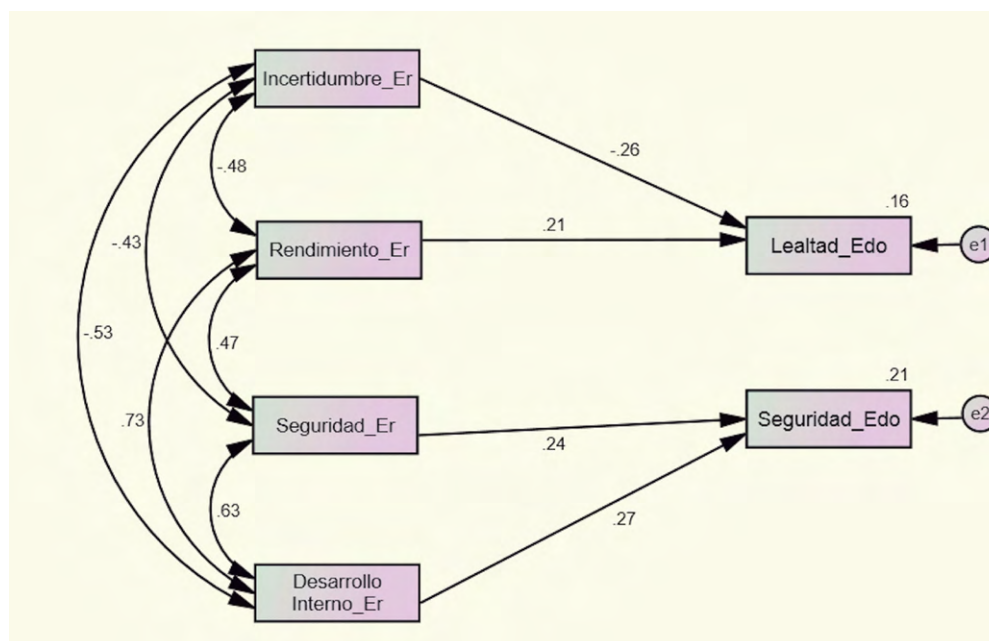 Incertidumbre_Er
-.26
-.48
.16
.21
Rendimiento_Er
Lealtad_Edo
e1
-.43
-.53
.47
.21
.73
Seguridad_Er
Seguridad_Edo
e2
.24
.63
.27
Desarrollo
Interno_Er